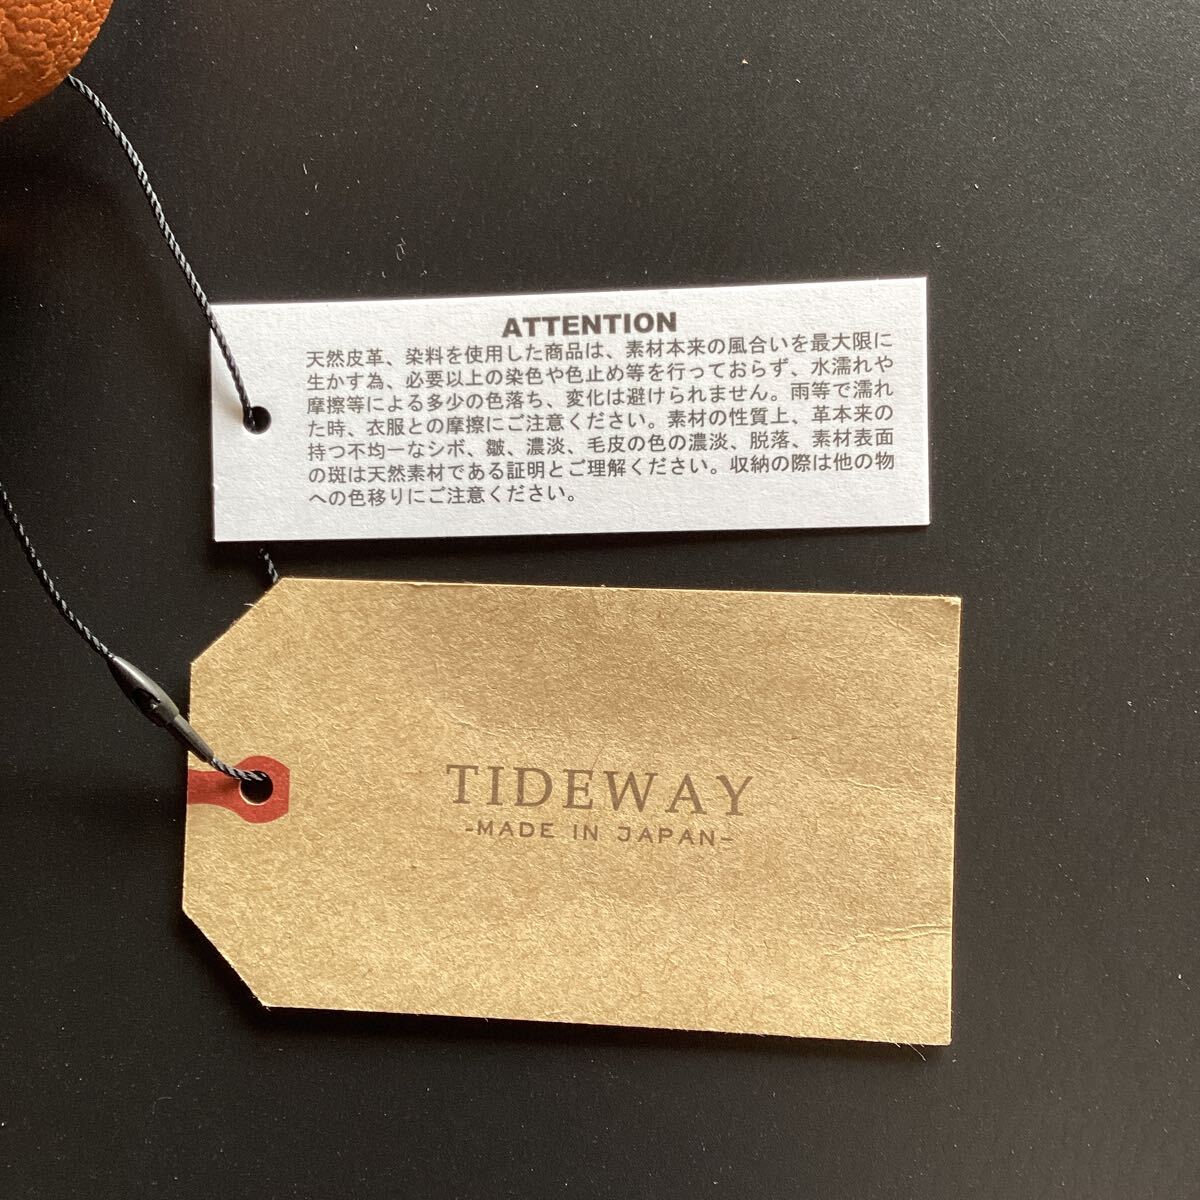 ATTENTION
天然皮革、染料を使用した商品は、素材本来の風合いを最大限に
生かす為、必要以上の染色や色止め等を行っておらず、水濡れや
摩擦等による多少の色落ち、変化は避けられません。雨等で濡れ
た時、衣服との摩擦にご注意ください。素材の性質上、革本来の
持つ不均一なシボ、皺、濃淡、毛皮の色の濃淡、脱落、素材表面
の斑は天然素材である証明とご理解ください。収納の際は他の物
への色移りにご注意ください。
TIDEWAY
-MADE IN JAPAN-